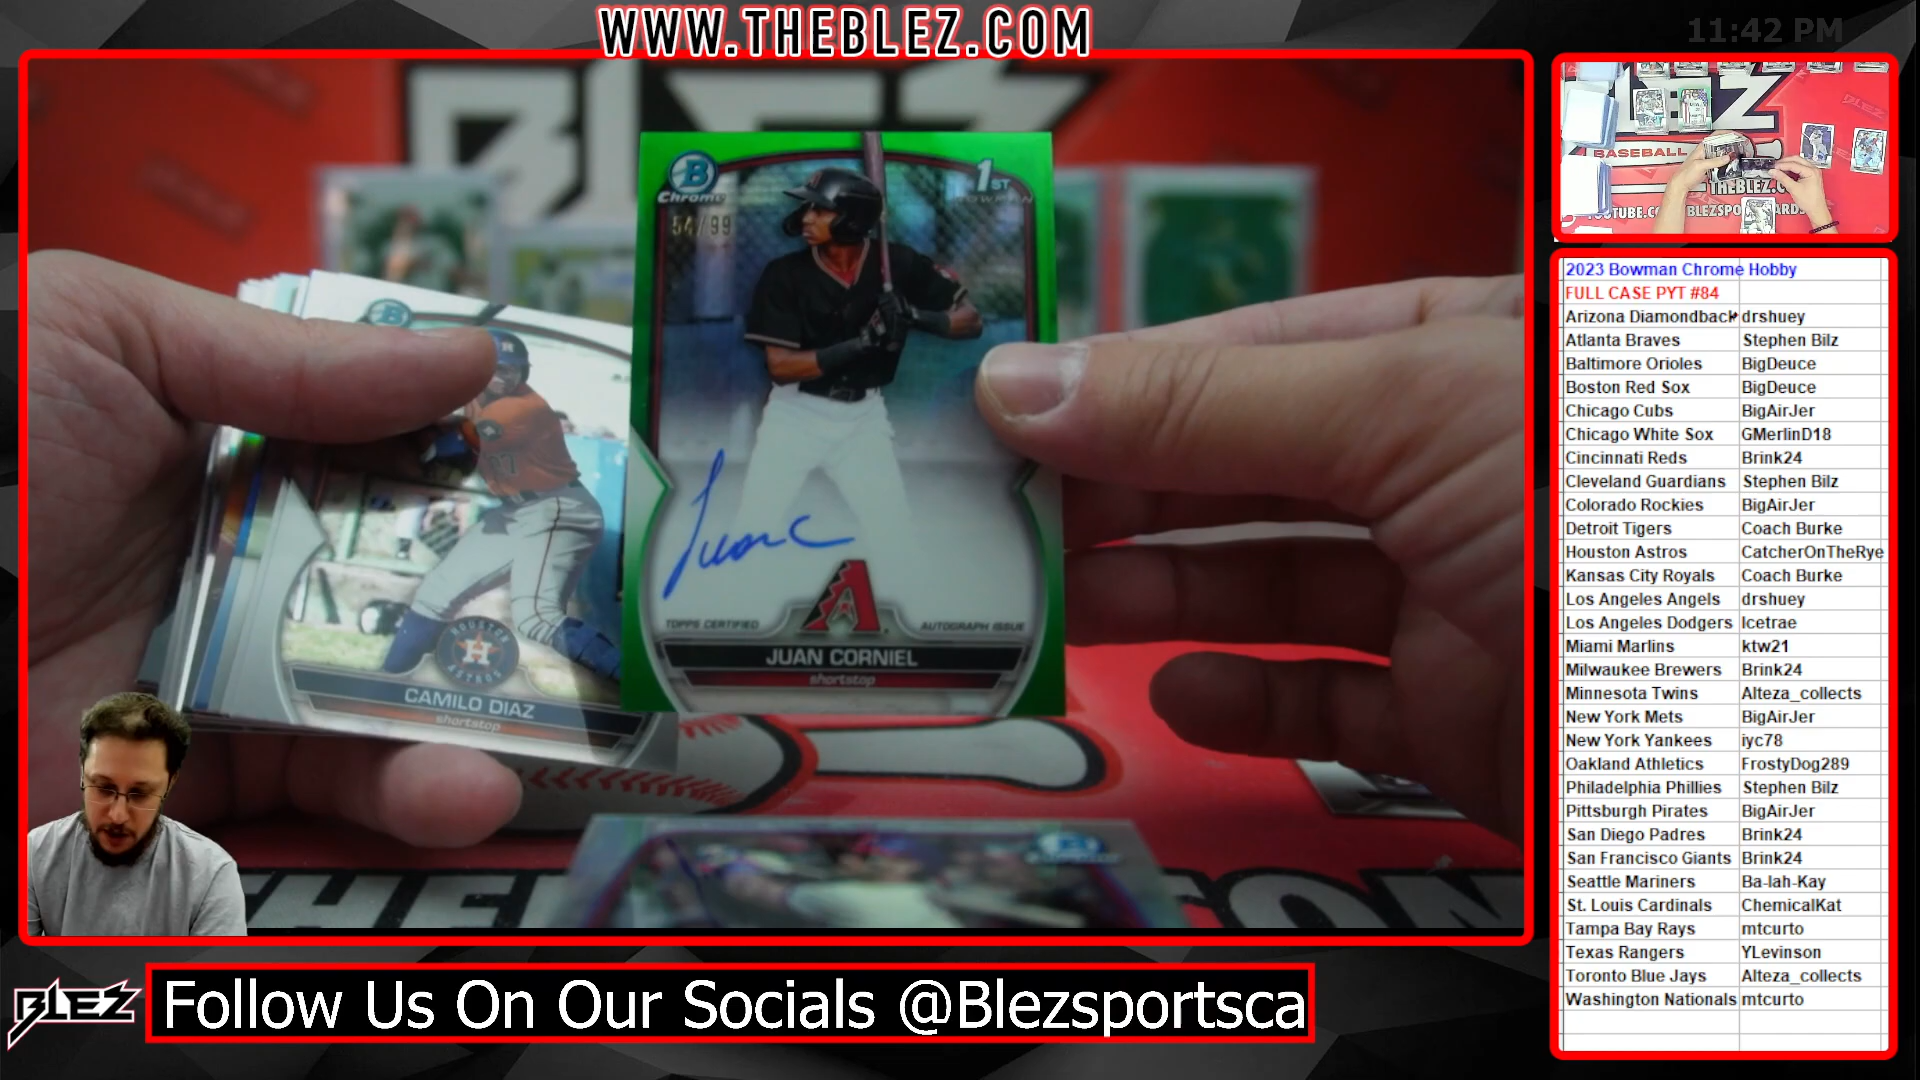 WWW.THEBLEZ.COM
11:42 PM
B
Chrome
1ST
BOWMAN
54/99
Juan C
TOPPS CERTIFIED
AUTOGRAPH ISSUE
A
JUAN CORNIEL
shortstop
HOUSTON
H
ASTROS
CAMILO DIAZ
shortstop
BLEZ
BASEBALL
2023 Bowman Chrome Hobby
FULL CASE PYT #84
Arizona Diamondback drshuey
Atlanta Braves Stephen Bilz
Baltimore Orioles BigDeuce
Boston Red Sox BigDeuce
Chicago Cubs BigAirJer
Chicago White Sox GMerlinD18
Cincinnati Reds Brink24
Cleveland Guardians Stephen Bilz
Colorado Rockies BigAirJer
Detroit Tigers Coach Burke
Houston Astros CatcherOnTheRye
Kansas City Royals Coach Burke
Los Angeles Angels drshuey
Los Angeles Dodgers Icetrae
Miami Marlins ktw21
Milwaukee Brewers Brink24
Minnesota Twins Alteza_collects
New York Mets BigAirJer
New York Yankees iyc78
Oakland Athletics FrostyDog289
Philadelphia Phillies Stephen Bilz
Pittsburgh Pirates BigAirJer
San Diego Padres Brink24
San Francisco Giants Brink24
Seattle Mariners Ba-lah-Kay
St. Louis Cardinals ChemicalKat
Tampa Bay Rays mtcurto
Texas Rangers YLevinson
Toronto Blue Jays Alteza_collects
Washington Nationals mtcurto
BLEZ
Follow Us On Our Socials @Blezsportsca